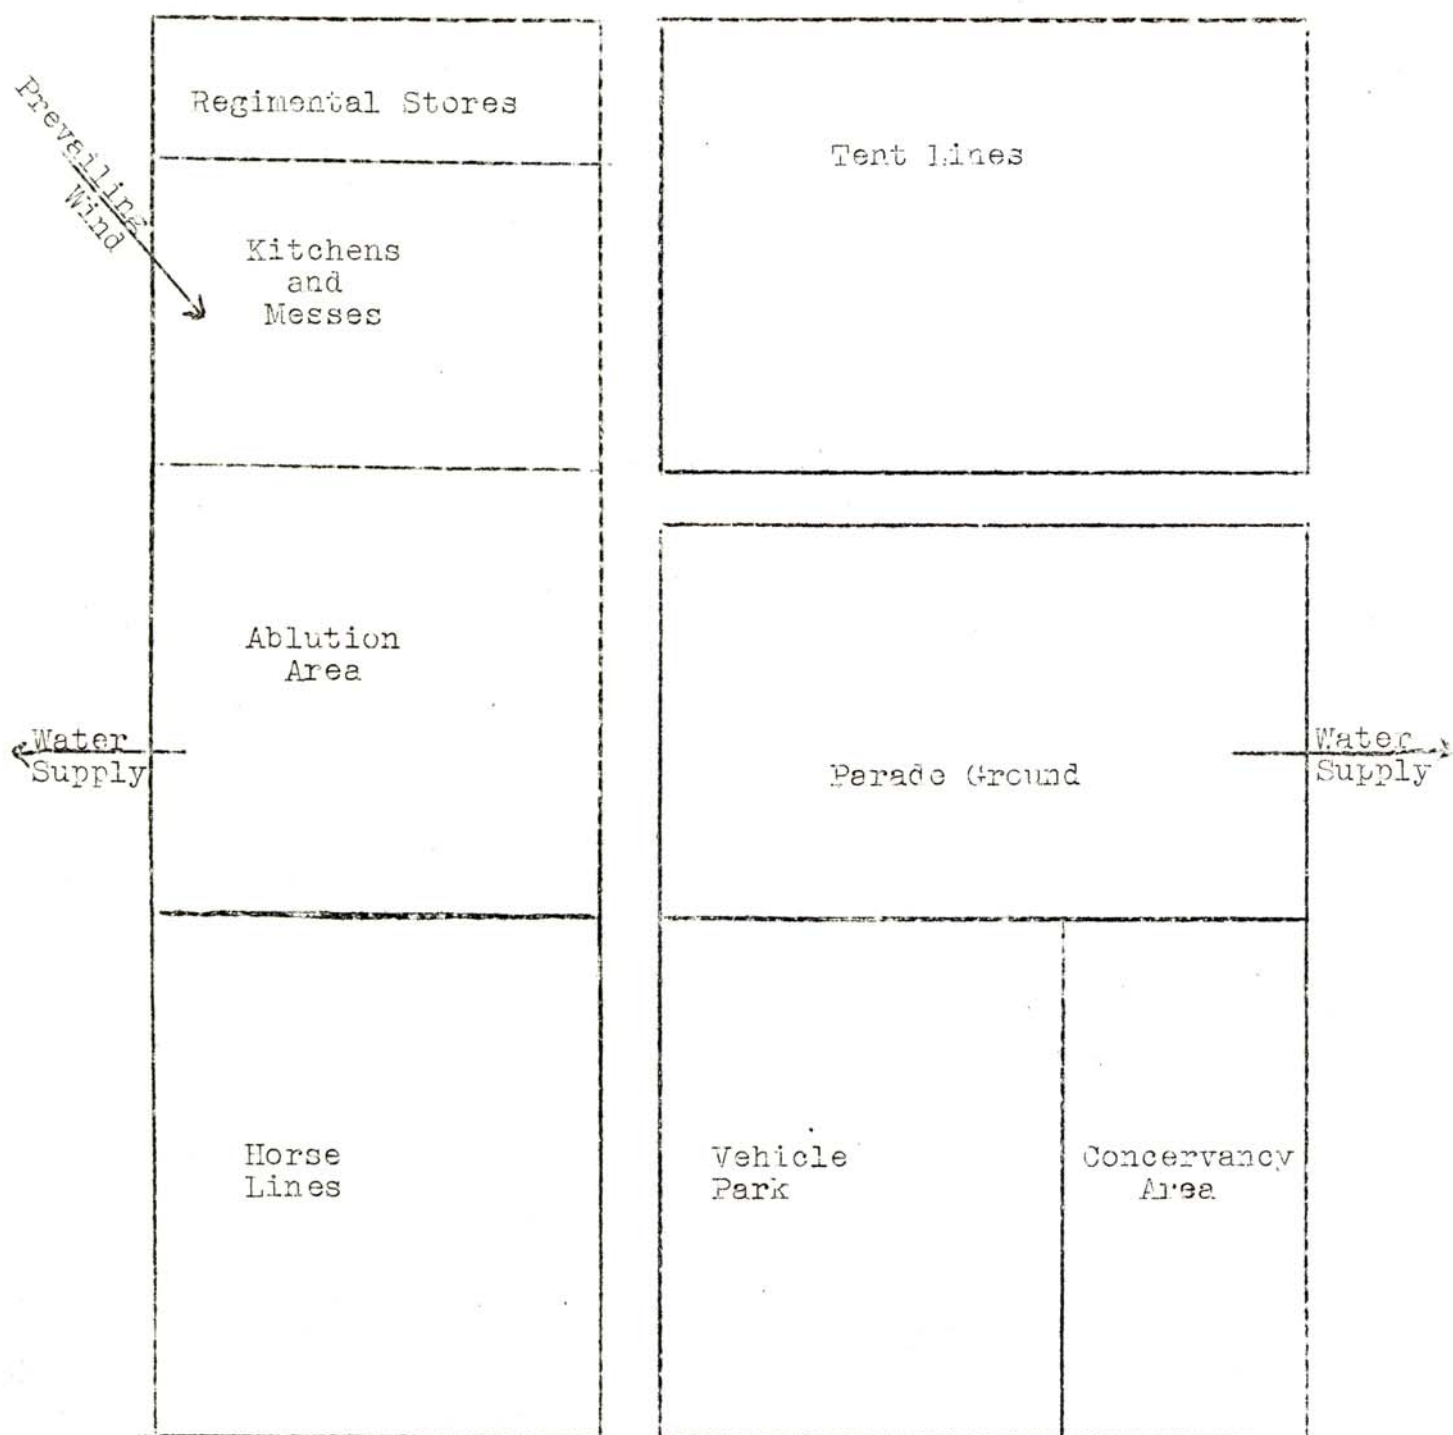 Regimental Stores
Prevailing
Wind
Tent Lines
Kitchens
and
Messes
Ablution
Area
Water
Supply
Parade Ground
Water
Supply
Horse
Lines
Vehicle
Park
Concervancy
Area